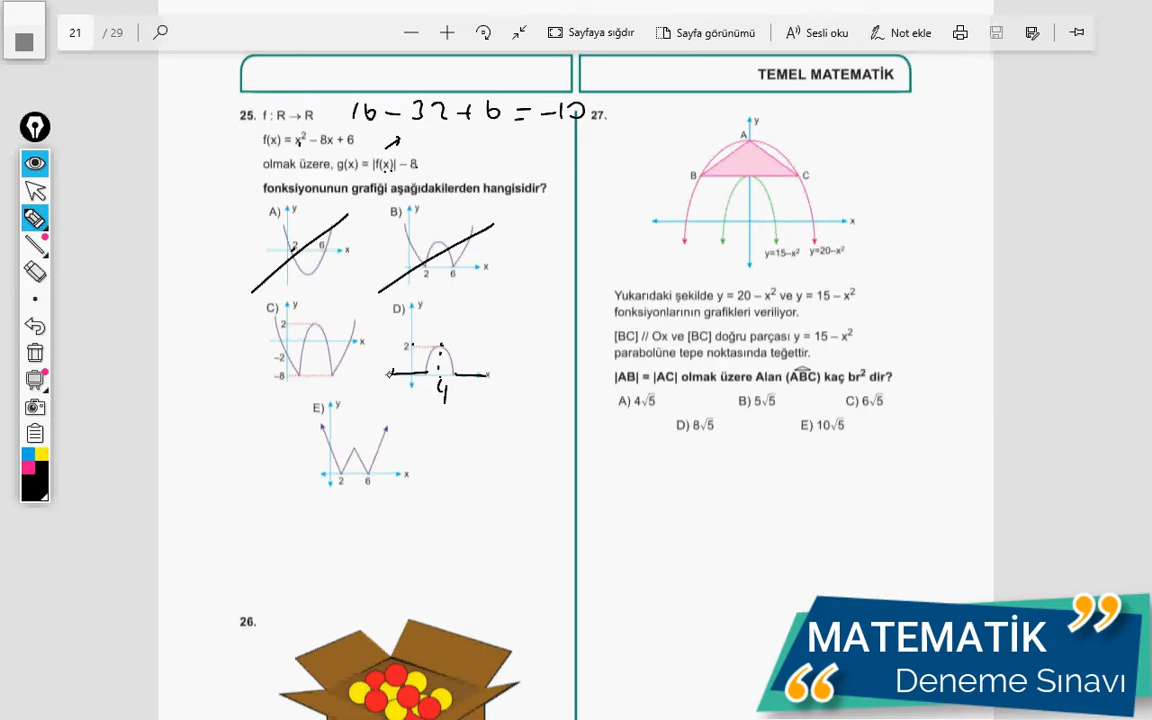 21 / 29 Sayfaya sığdır Sayfa görünümü A Sesli oku Not ekle
TEMEL MATEMATİK
25. f : R → R 16 - 32 + 6 = -10
f(x) = x² – 8x + 6
olmak üzere, g(x) = |f(x)| – 8
fonksiyonunun grafiği aşağıdakilerden hangisidir?
A) y 2 6 x
B) y 2 6 x
C) y 2 –2 –8 x
D) y 2 x 4
E) y 2 6 x
26.
27.
y
A
B C
x
y=15–x² y=20–x²
Yukarıdaki şekilde y = 20 – x² ve y = 15 – x²
fonksiyonlarının grafikleri veriliyor.
[BC] // Ox ve [BC] doğru parçası y = 15 – x²
parabolüne tepe noktasında teğettir.
|AB| = |AC| olmak üzere Alan (ABC) kaç br² dir?
A) 4√5 B) 5√5 C) 6√5
D) 8√5 E) 10√5
MATEMATİK
Deneme Sınavı